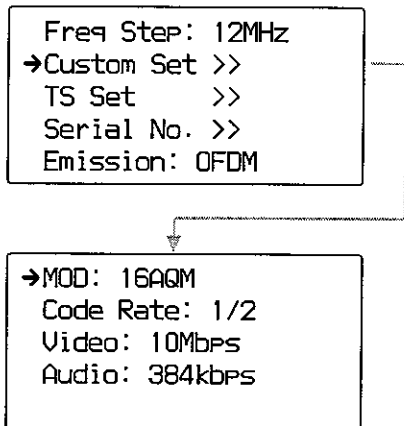 Freq Step: 12MHz
→Custom Set >>
TS Set >>
Serial No. >>
Emission: OFDM
→MOD: 16AQM
Code Rate: 1/2
Video: 10Mbps
Audio: 384kbps